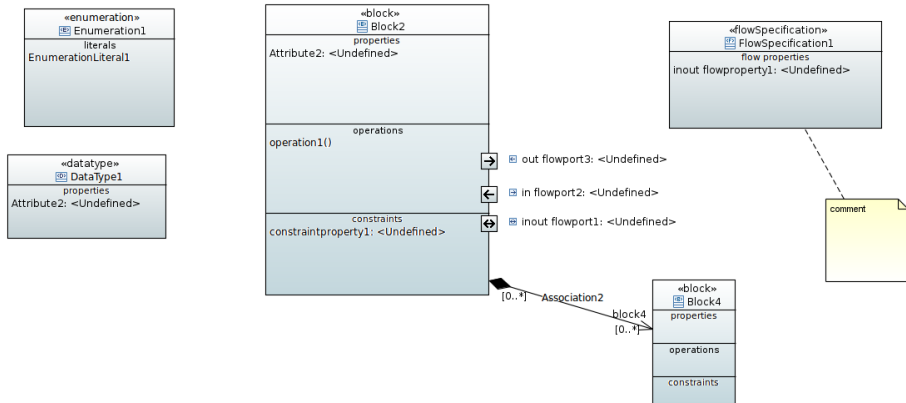 «enumeration»
Enumeration1
literals
EnumerationLiteral1
«datatype»
DataType1
properties
Attribute2: <Undefined>
«block»
Block2
properties
Attribute2: <Undefined>
operations
operation1()
constraints
constraintproperty1: <Undefined>
out flowport3: <Undefined>
in flowport2: <Undefined>
inout flowport1: <Undefined>
«flowSpecification»
FlowSpecification1
flow properties
inout flowproperty1: <Undefined>
comment
[0..*]
Association2
block4
[0..*]
«block»
Block4
properties
operations
constraints